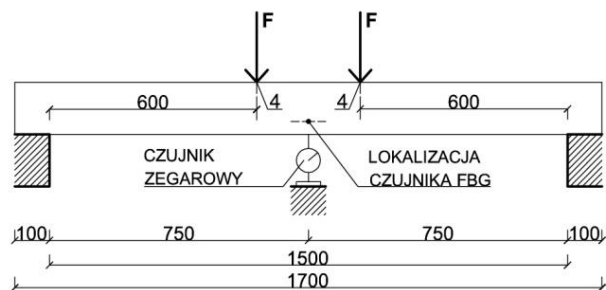 F F
600 4 4 600
CZUJNIK
ZEGAROWY
LOKALIZACJA
CZUJNIKA FBG
100 750 750 100
1500
1700